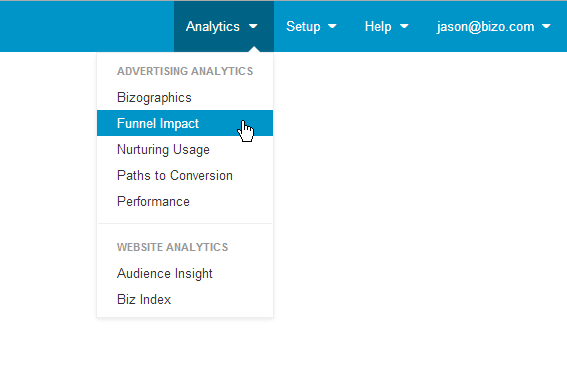 Analytics Setup Help jason@bizo.com
ADVERTISING ANALYTICS
Bizographics
Funnel Impact
Nurturing Usage
Paths to Conversion
Performance
WEBSITE ANALYTICS
Audience Insight
Biz Index